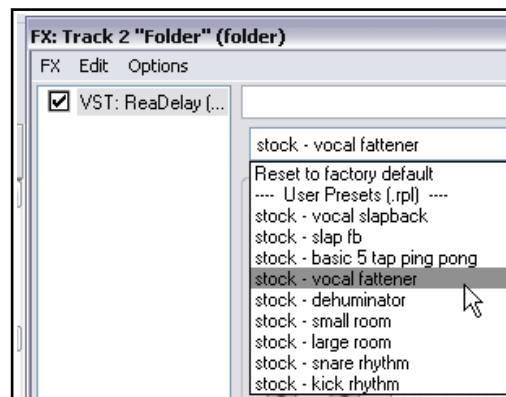 FX: Track 2 "Folder" (folder)
FX Edit Options
VST: ReaDelay (...
stock - vocal fattener
Reset to factory default
---- User Presets (.rpl) ----
stock - vocal slapback
stock - slap fb
stock - basic 5 tap ping pong
stock - vocal fattener
stock - dehuminator
stock - small room
stock - large room
stock - snare rhythm
stock - kick rhythm